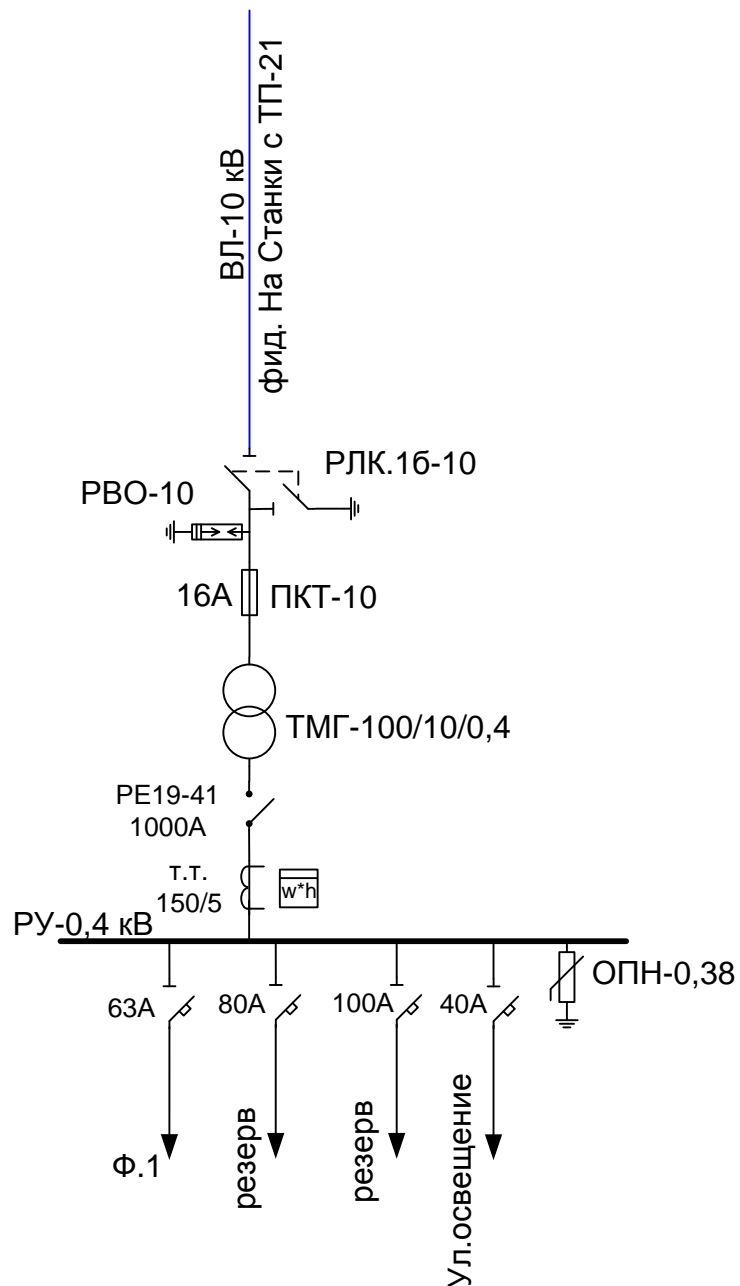 ВЛ-10 кВ
фид. На Станки с ТП-21
РЛК.1б-10
РВО-10
16А
ПКТ-10
ТМГ-100/10/0,4
РЕ19-41
1000А
т.т.
150/5
w*h
РУ-0,4 кВ
ОПН-0,38
63А
80А
100А
40А
Ф.1
резерв
резерв
Ул.освещение